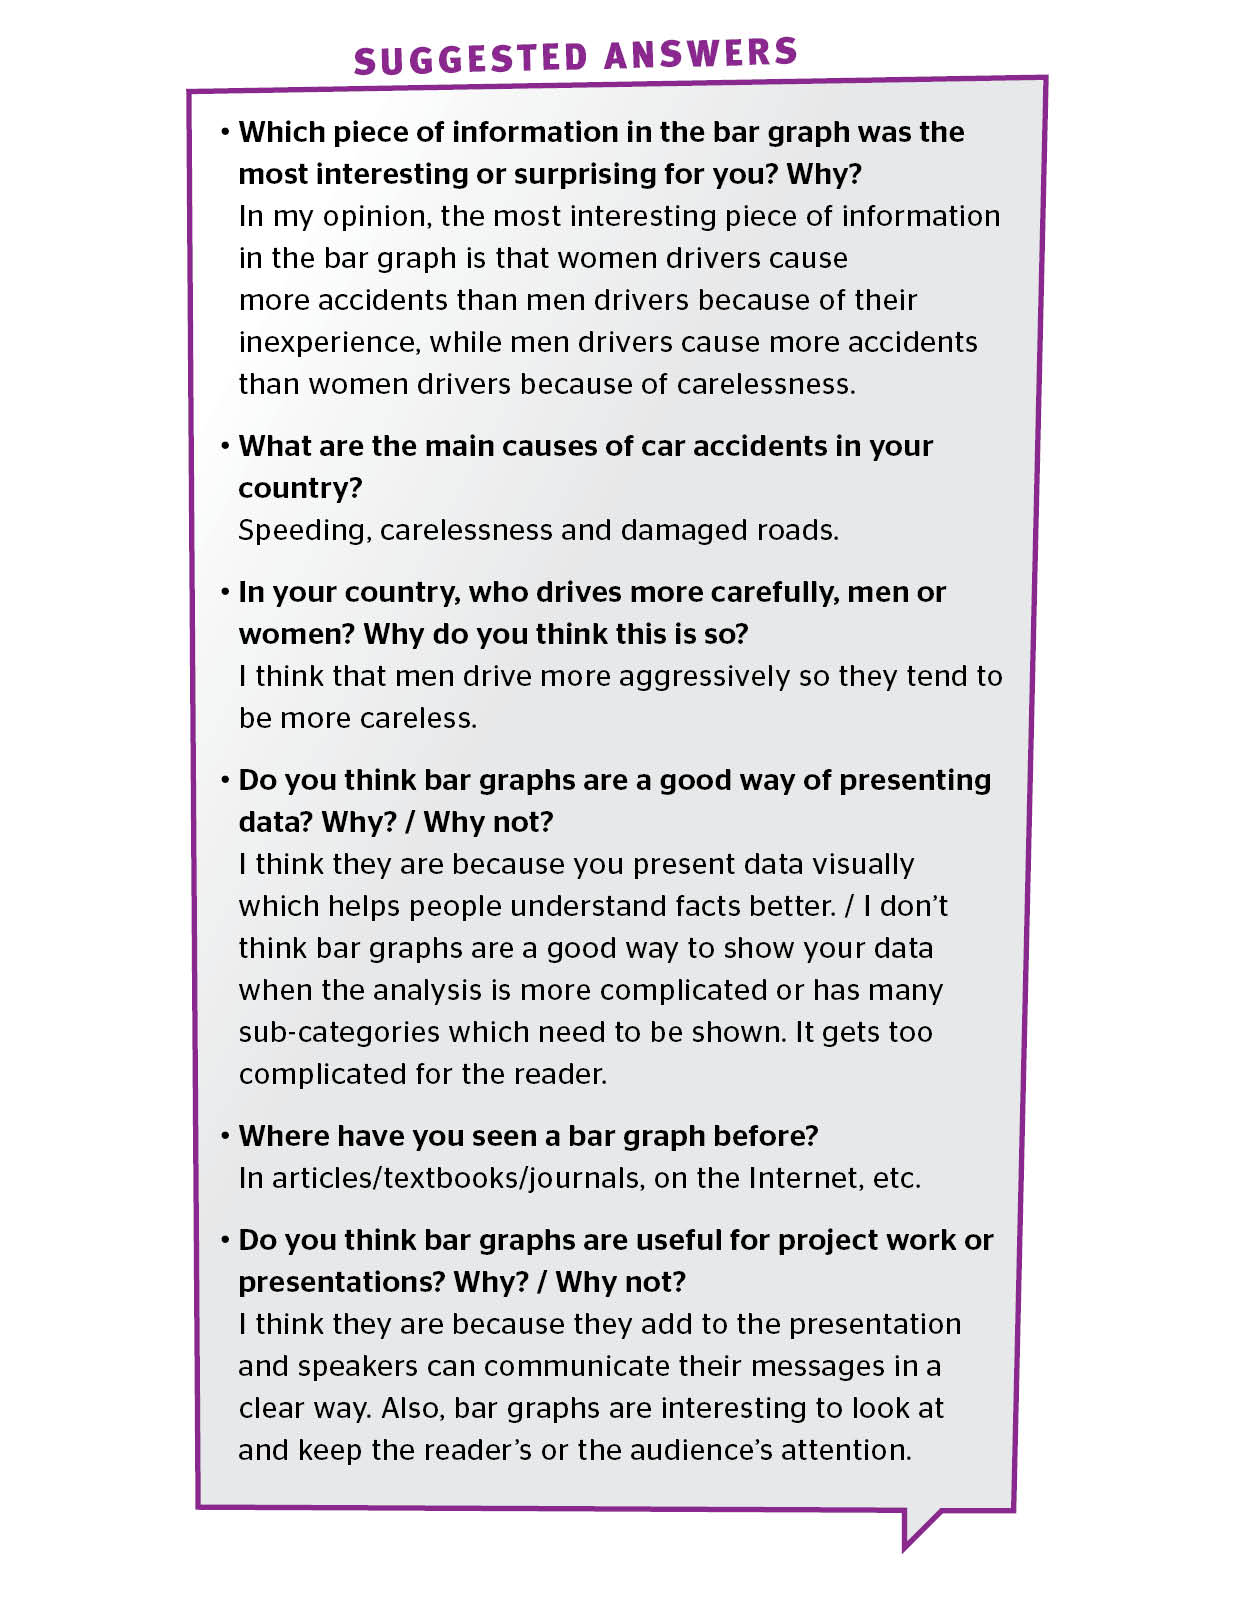 SUGGESTED ANSWERS
• Which piece of information in the bar graph was the
most interesting or surprising for you? Why?
In my opinion, the most interesting piece of information
in the bar graph is that women drivers cause
more accidents than men drivers because of their
inexperience, while men drivers cause more accidents
than women drivers because of carelessness.
• What are the main causes of car accidents in your
country?
Speeding, carelessness and damaged roads.
• In your country, who drives more carefully, men or
women? Why do you think this is so?
I think that men drive more aggressively so they tend to
be more careless.
• Do you think bar graphs are a good way of presenting
data? Why? / Why not?
I think they are because you present data visually
which helps people understand facts better. / I don’t
think bar graphs are a good way to show your data
when the analysis is more complicated or has many
sub-categories which need to be shown. It gets too
complicated for the reader.
• Where have you seen a bar graph before?
In articles/textbooks/journals, on the Internet, etc.
• Do you think bar graphs are useful for project work or
presentations? Why? / Why not?
I think they are because they add to the presentation
and speakers can communicate their messages in a
clear way. Also, bar graphs are interesting to look at
and keep the reader’s or the audience’s attention.